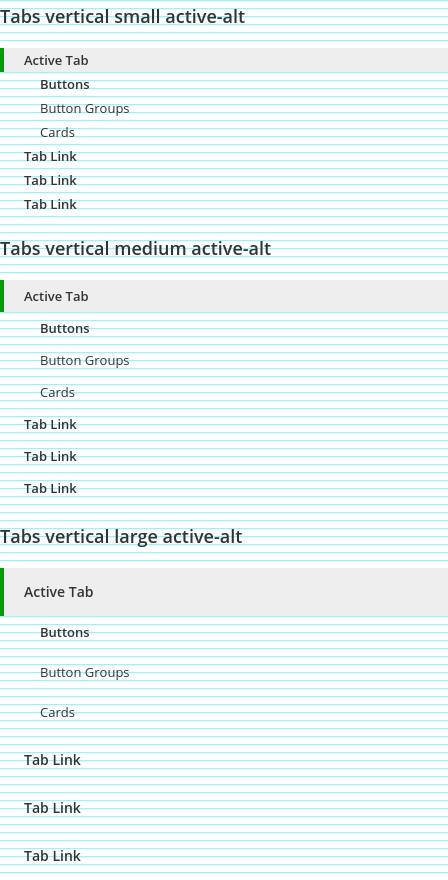 Tabs vertical small active-alt
Active Tab
Buttons
Button Groups
Cards
Tab Link
Tab Link
Tab Link
Tabs vertical medium active-alt
Active Tab
Buttons
Button Groups
Cards
Tab Link
Tab Link
Tab Link
Tabs vertical large active-alt
Active Tab
Buttons
Button Groups
Cards
Tab Link
Tab Link
Tab Link